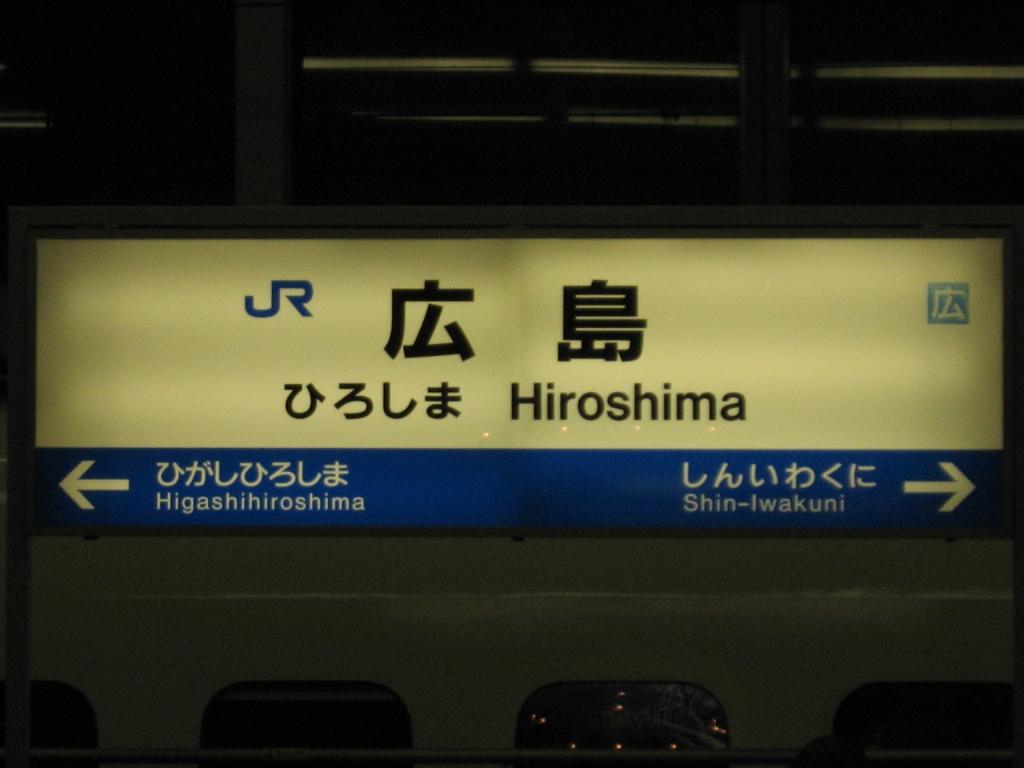 JR 広島 広
ひろしま Hiroshima
← ひがしひろしま しんいわくに →
Higashihiroshima Shin-Iwakuni